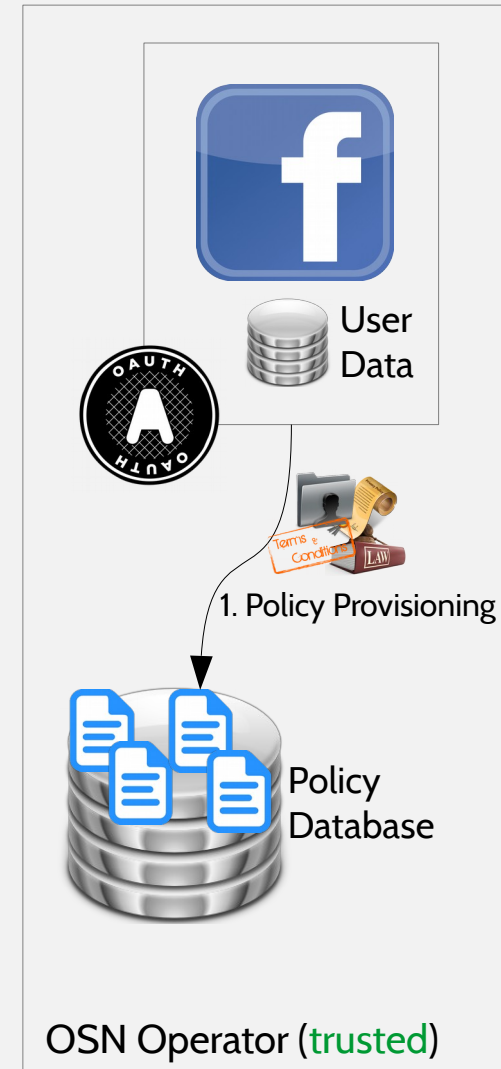 f
User
Data
OAUTH
A
OAUTH
Terms &
Conditions
LAW
1. Policy Provisioning
Policy
Database
OSN Operator (trusted)